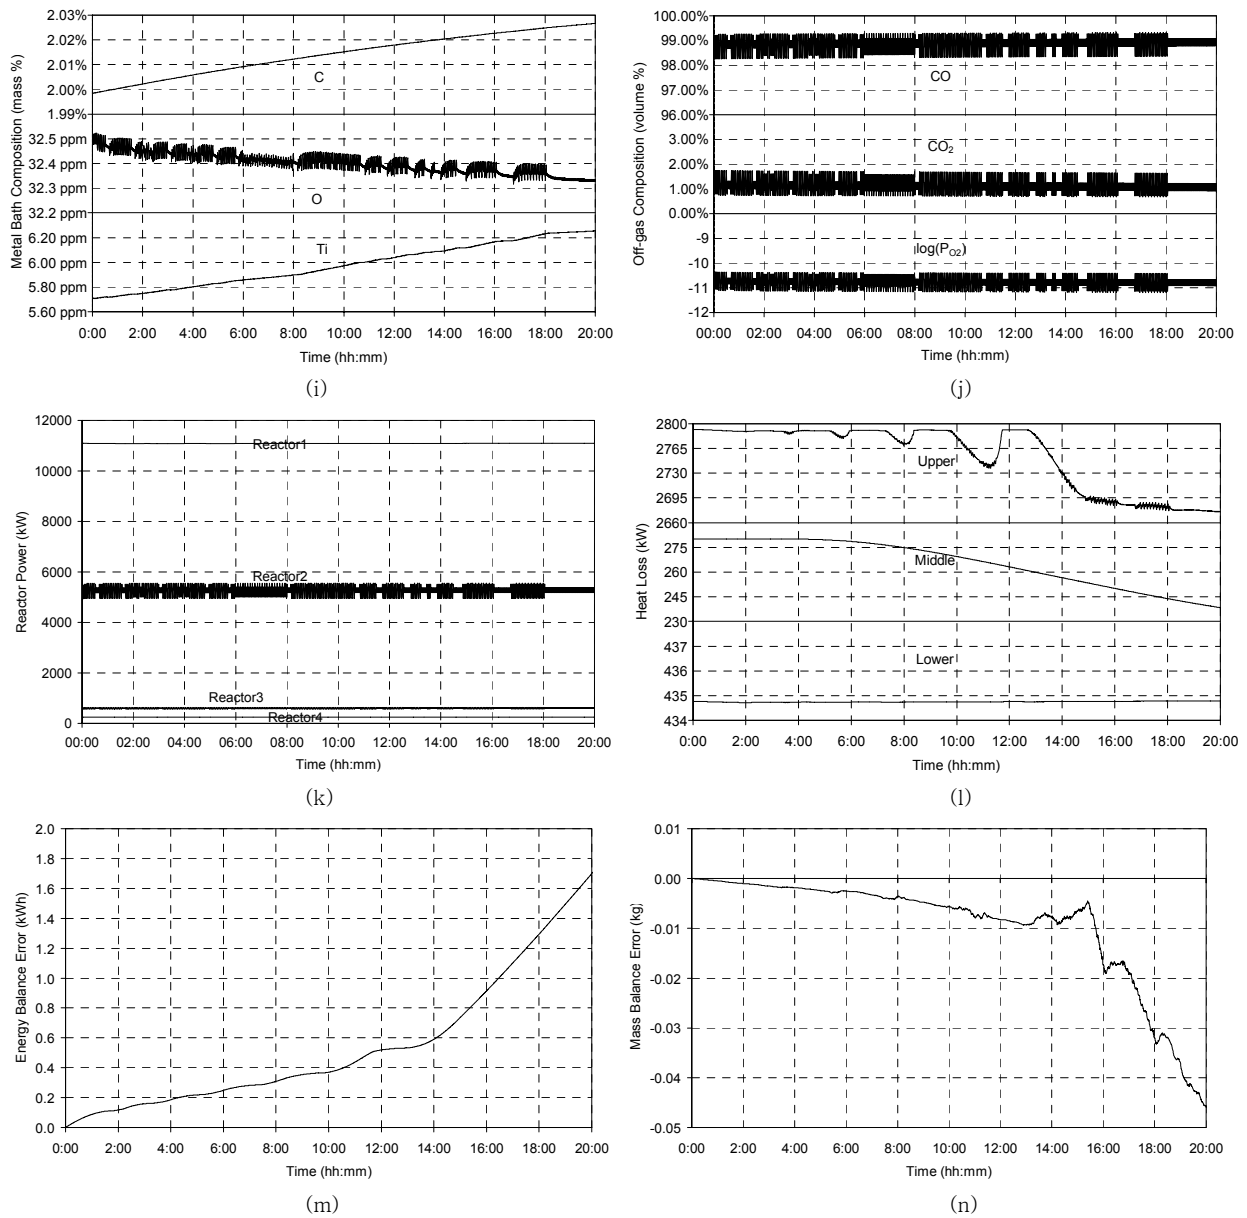 Metal Bath Composition (mass %)
2.03%
2.02%
2.01%
2.00%
1.99%
C
32.5 ppm
32.4 ppm
32.3 ppm
32.2 ppm
O
6.20 ppm
6.00 ppm
5.80 ppm
5.60 ppm
Ti
0:00 2:00 4:00 6:00 8:00 10:00 12:00 14:00 16:00 18:00 20:00
Time (hh:mm)
(i)
Off-gas Composition (volume %)
100.00%
99.00%
98.00%
97.00%
96.00%
CO
3.00%
2.00%
1.00%
0.00%
CO2
-9
-10
-11
-12
log(PO2)
00:00 02:00 04:00 06:00 08:00 10:00 12:00 14:00 16:00 18:00 20:00
Time (hh:mm)
(j)
Reactor Power (kW)
12000
10000
8000
6000
4000
2000
0
Reactor1
Reactor2
Reactor3
Reactor4
00:00 02:00 04:00 06:00 08:00 10:00 12:00 14:00 16:00 18:00 20:00
Time (hh:mm)
(k)
Heat Loss (kW)
2800
2765
2730
2695
2660
Upper
275
260
245
230
Middle
437
436
435
434
Lower
0:00 2:00 4:00 6:00 8:00 10:00 12:00 14:00 16:00 18:00 20:00
Time (hh:mm)
(l)
Energy Balance Error (kWh)
2.0
1.8
1.6
1.4
1.2
1.0
0.8
0.6
0.4
0.2
0.0
0:00 2:00 4:00 6:00 8:00 10:00 12:00 14:00 16:00 18:00 20:00
Time (hh:mm)
(m)
Mass Balance Error (kg)
0.01
0.00
-0.01
-0.02
-0.03
-0.04
-0.05
0:00 2:00 4:00 6:00 8:00 10:00 12:00 14:00 16:00 18:00 20:00
Time (hh:mm)
(n)